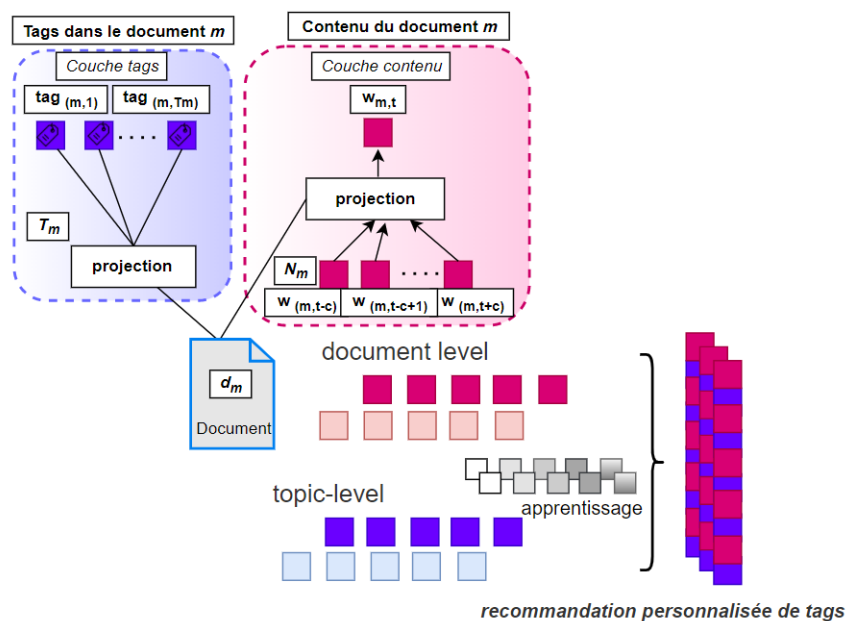 Tags dans le document m
Contenu du document m
Couche tags
Couche contenu
tag (m,1)
tag (m,Tm)
w m,t
projection
T m
projection
N m
w (m,t-c)
w (m,t-c+1)
w (m,t+c)
d m
Document
document level
apprentissage
topic-level
recommandation personnalisée de tags